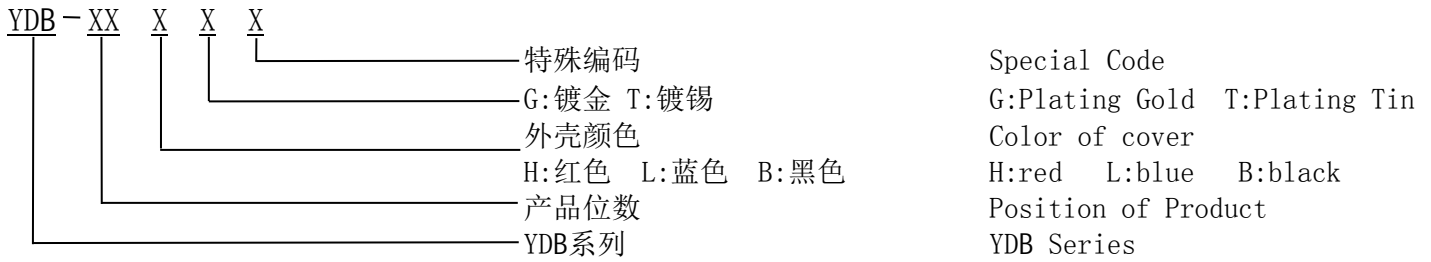 YDB-XX X X X
特殊编码 Special Code
G:镀金 T:镀锡 G:Plating Gold T:Plating Tin
外壳颜色 Color of cover
H:红色 L:蓝色 B:黑色 H:red L:blue B:black
产品位数 Position of Product
YDB系列 YDB Series